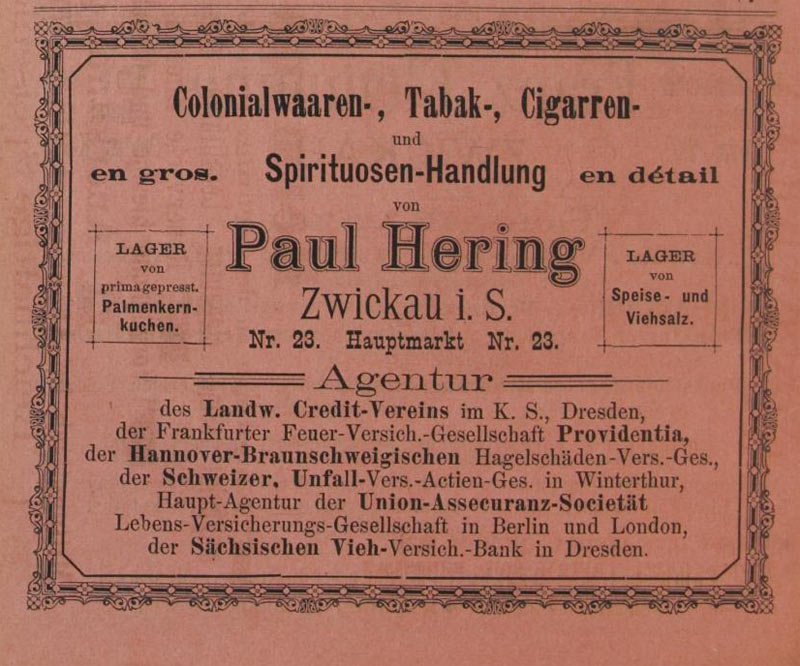 Colonialwaaren-, Tabak-, Cigarren-
und
en gros. Spirituosen-Handlung en détail
von
Paul Hering
Zwickau i. S.
Nr. 23. Hauptmarkt Nr. 23.
LAGER
von
prima gepresst.
Palmenkern-
kuchen.
LAGER
von
Speise- und
Viehsalz.
Agentur
des Landw. Credit-Vereins im K. S., Dresden,
der Frankfurter Feuer-Versich.-Gesellschaft Providentia,
der Hannover-Braunschweigischen Hagelschäden-Vers.-Ges.,
der Schweizer, Unfall-Vers.-Actien-Ges. in Winterthur,
Haupt-Agentur der Union-Assecuranz-Societät
Lebens-Versicherungs-Gesellschaft in Berlin und London,
der Sächsischen Vieh-Versich.-Bank in Dresden.